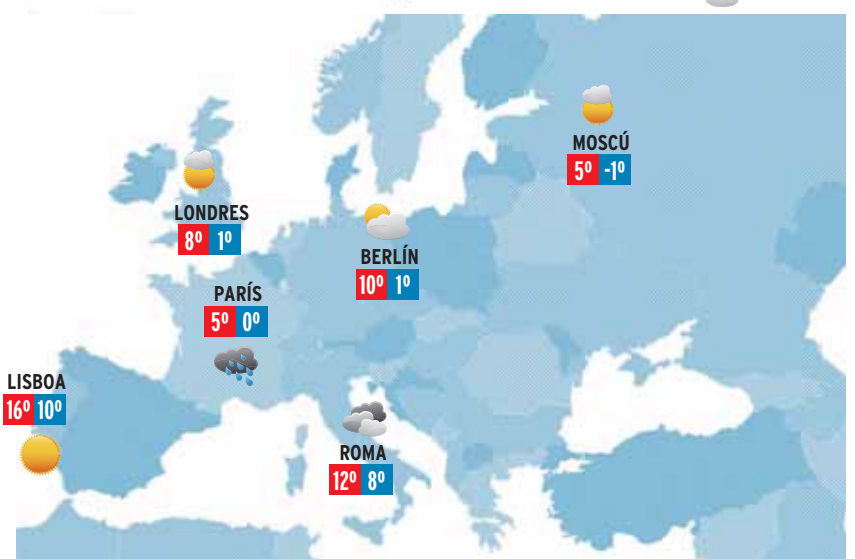 MOSCÚ
5º -1º
LONDRES
8º 1º
BERLÍN
10º 1º
PARÍS
5º 0º
LISBOA
16º 10º
ROMA
12º 8º